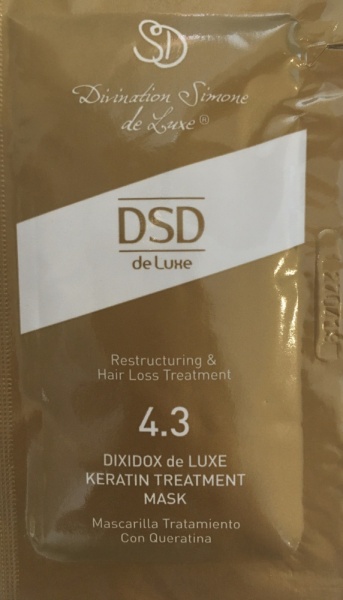 SD
Divination Simone
de Luxe®
DSD
de Luxe
Restructuring &
Hair Loss Treatment
4.3
DIXIDOX de LUXE
KERATIN TREATMENT
MASK
Mascarilla Tratamiento
Con Queratina